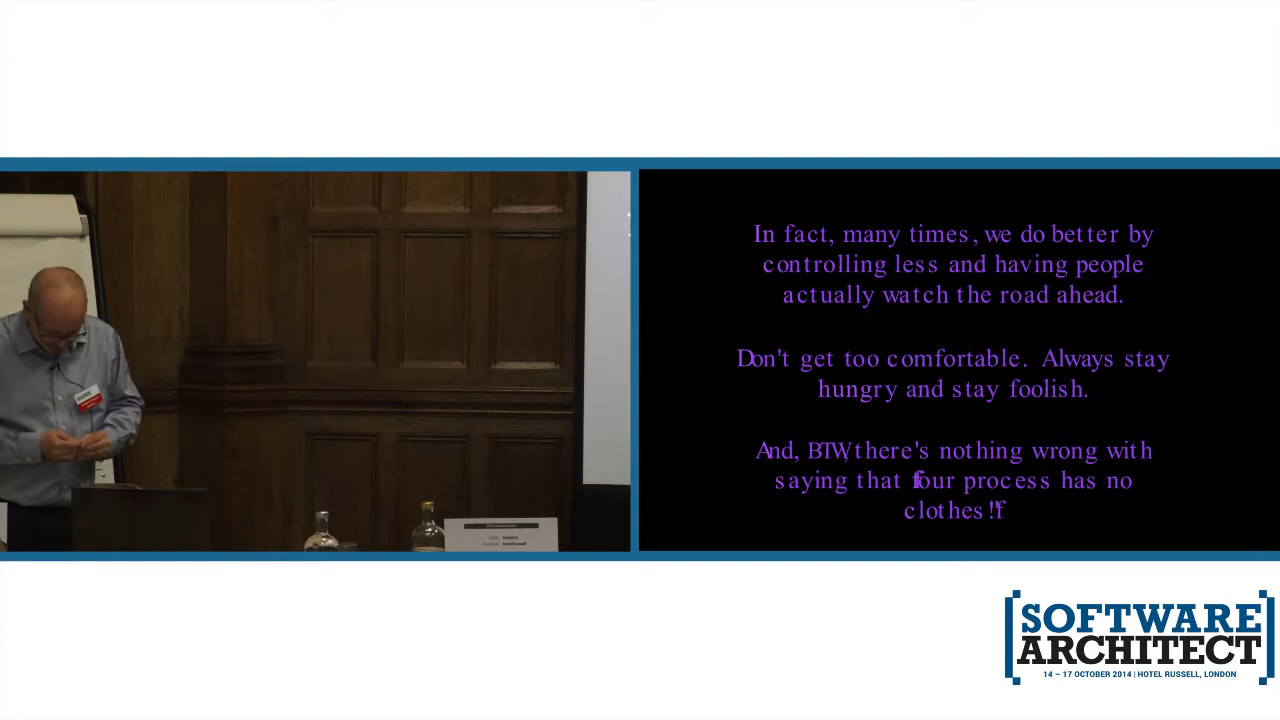 In fact, many times, we do better by
controlling less and having people
actually watch the road ahead.
Don't get too comfortable. Always stay
hungry and stay foolish.
And, BTW, there's nothing wrong with
saying that four process has no
clothes!f
[SOFTWARE
ARCHITECT]
14 – 17 OCTOBER 2014 | HOTEL RUSSELL, LONDON